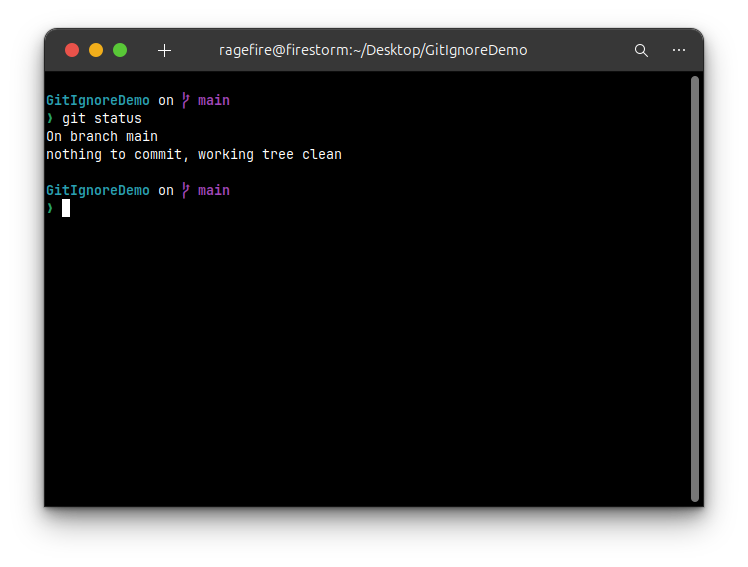 ragefire@firestorm:~/Desktop/GitIgnoreDemo
GitIgnoreDemo on main
❯ git status
On branch main
nothing to commit, working tree clean
GitIgnoreDemo on main
❯